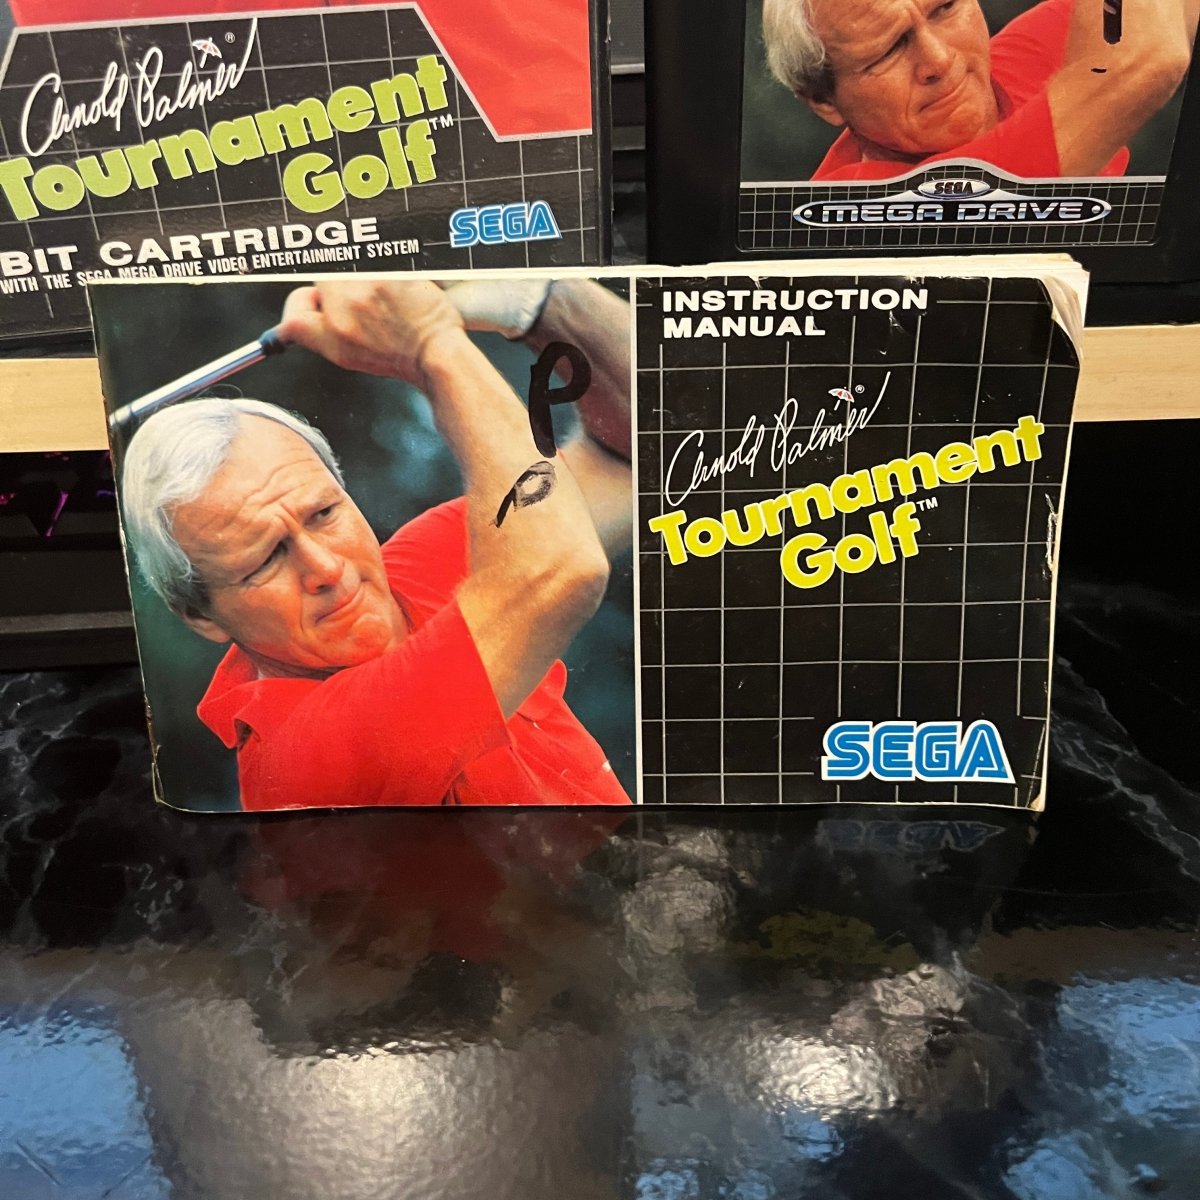 Arnold Palmer ®
Tournament
Golf™
BIT CARTRIDGE
WITH THE SEGA MEGA DRIVE VIDEO ENTERTAINMENT SYSTEM
SEGA
SEGA
MEGA DRIVE
INSTRUCTION
MANUAL
Arnold Palmer ®
Tournament
Golf™
SEGA
P